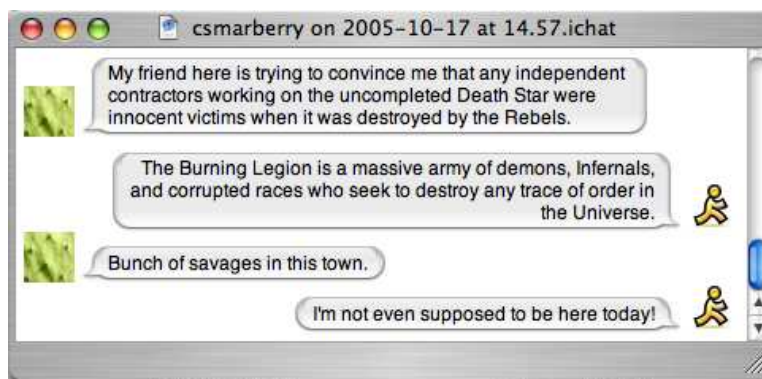 csmarberry on 2005-10-17 at 14.57.ichat
My friend here is trying to convince me that any independent
contractors working on the uncompleted Death Star were
innocent victims when it was destroyed by the Rebels.
The Burning Legion is a massive army of demons, Infernals,
and corrupted races who seek to destroy any trace of order in
the Universe.
Bunch of savages in this town.
I'm not even supposed to be here today!